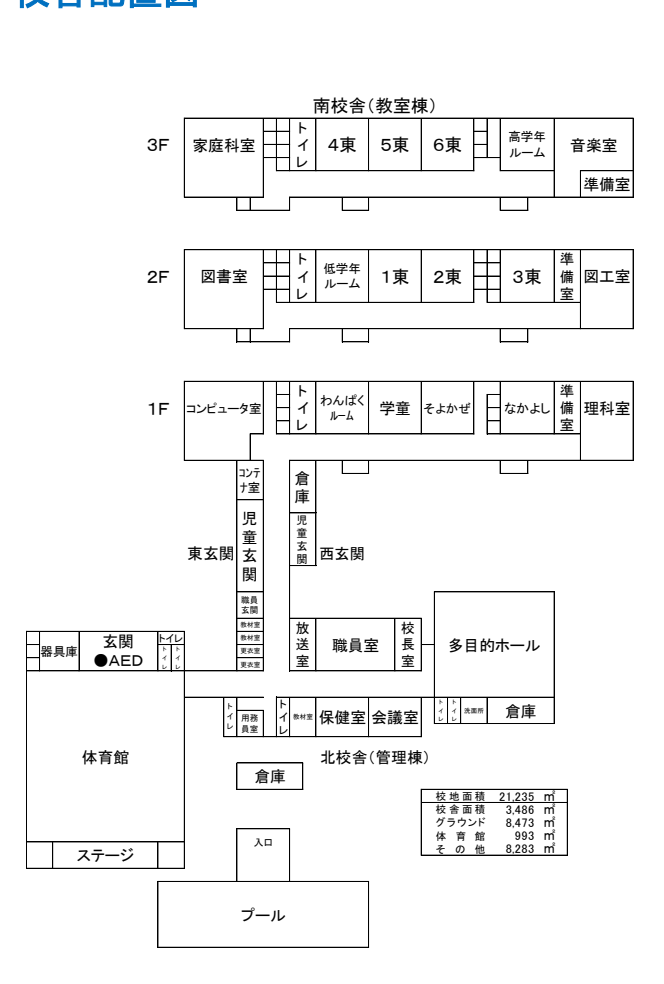 校舎配置図
南校舎（教室棟）
3F
家庭科室
トイレ
4東
5東
6東
高学年
ルーム
音楽室
準備室
2F
図書室
トイレ
低学年
ルーム
1東
2東
3東
準備室
図工室
1F
コンピュータ室
トイレ
わんぱく
ルーム
学童
そよかぜ
なかよし
準備室
理科室
コンテ
ナ室
倉庫
児童玄関
児童玄関
東玄関
西玄関
職員
玄関
教材室
教材室
更衣室
更衣室
放送室
職員室
校長室
多目的ホール
器具庫
玄関
●AED
トイレ
トイレ
トイレ
トイレ
用務
員室
トイレ
教材室
保健室
会議室
トイレ
トイレ
洗面所
倉庫
体育館
北校舎（管理棟）
倉庫
校地面積 21,235 ㎡
校舎面積 3,486 ㎡
グラウンド 8,473 ㎡
体育館 993 ㎡
その他 8,283 ㎡
ステージ
入口
プール